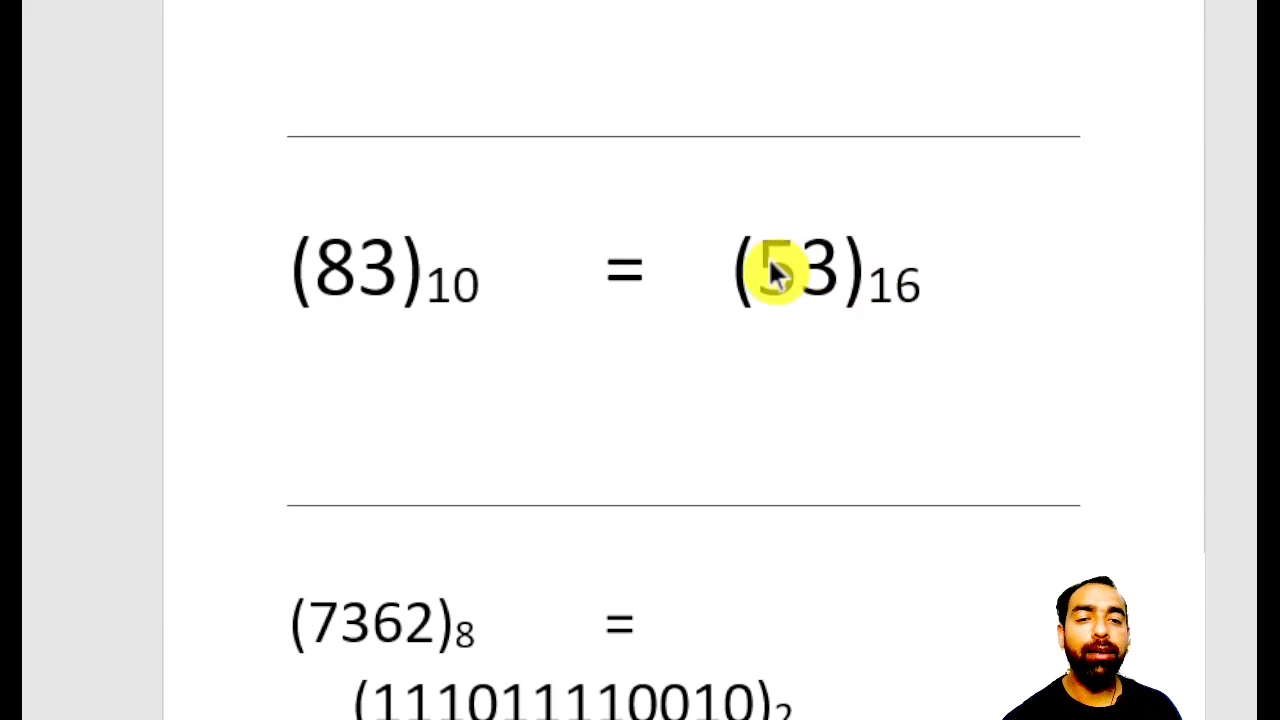 (83)10 = (53)16
(7362)8 =
(111011110010)2